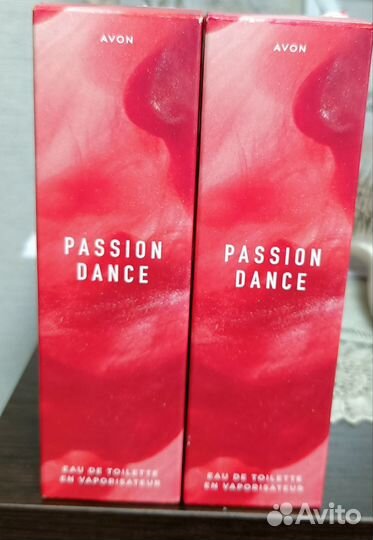 AVON
PASSION
DANCE
EAU DE TOILETTE
EN VAPORISATEUR
AVON
PASSION
DANCE
EAU DE TOILETTE
EN VAPORISATEUR
Avito